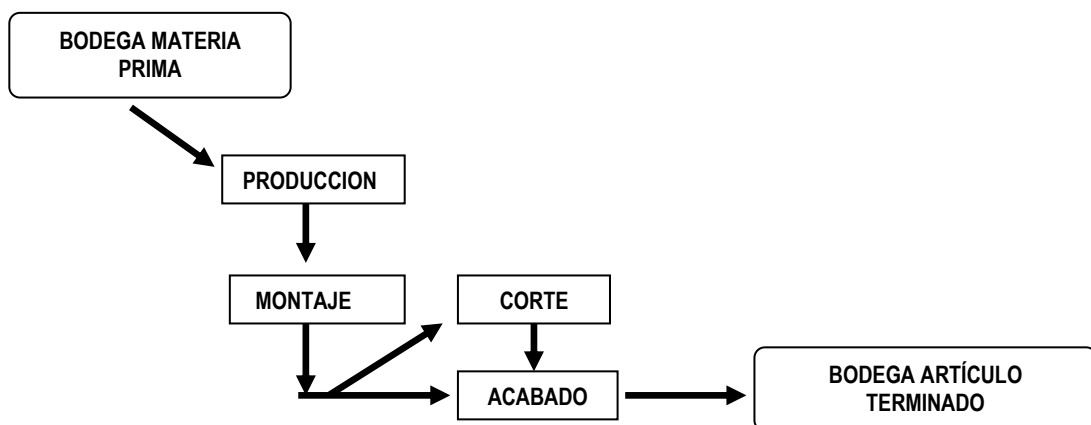 BODEGA MATERIA
PRIMA
PRODUCCION
MONTAJE
CORTE
ACABADO
BODEGA ARTÍCULO
TERMINADO